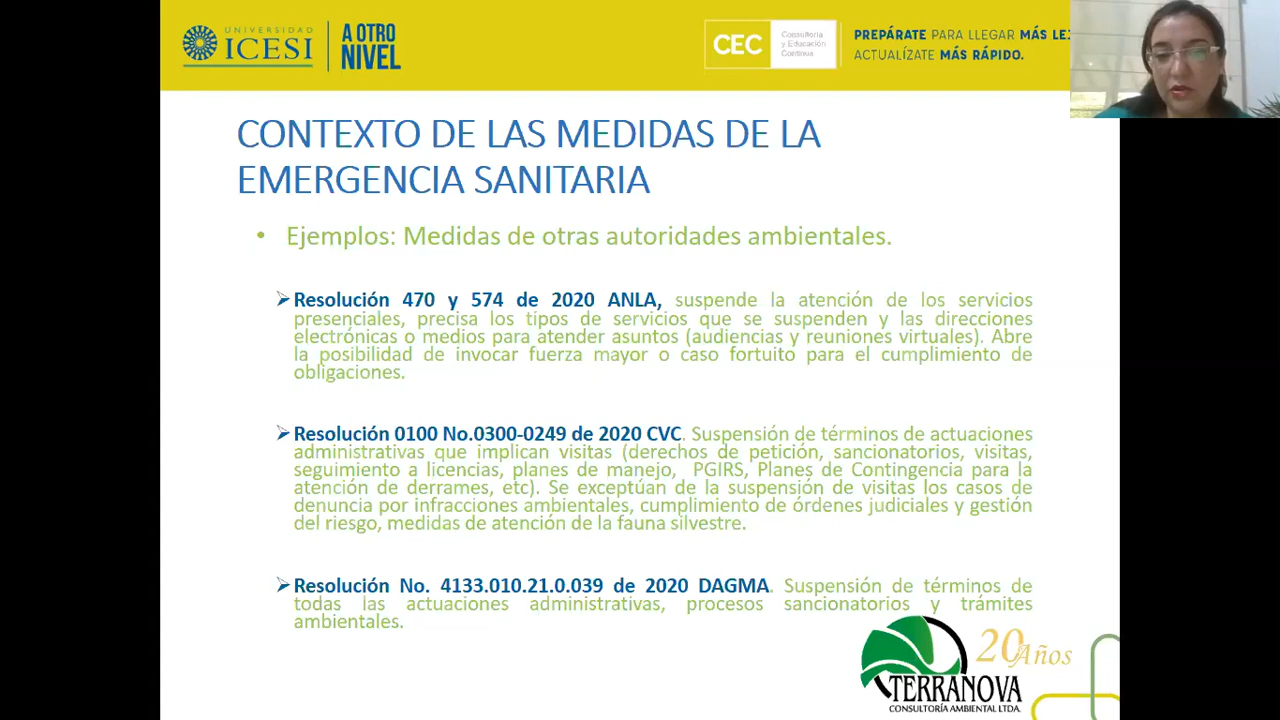 UNIVERSIDAD
ICESI
A OTRO
NIVEL
CEC
Consultoría
y Educación
Continua
PREPÁRATE PARA LLEGAR MÁS
ACTUALÍZATE MÁS RÁPIDO.
CONTEXTO DE LAS MEDIDAS DE LA
EMERGENCIA SANITARIA
• Ejemplos: Medidas de otras autoridades ambientales.
Resolución 470 y 574 de 2020 ANLA, suspende la atención de los servicios
presenciales, precisa los tipos de servicios que se suspenden y las direcciones
electrónicas o medios para atender asuntos (audiencias y reuniones virtuales). Abre
la posibilidad de invocar fuerza mayor o caso fortuito para el cumplimiento de
obligaciones.
Resolución 0100 No.0300-0249 de 2020 CVC. Suspensión de términos de actuaciones
administrativas que implican visitas (derechos de petición, sancionatorios, visitas,
seguimiento a licencias, planes de manejo, PGIRS, Planes de Contingencia para la
atención de derrames, etc). Se exceptúan de la suspensión de visitas los casos de
denuncia por infracciones ambientales, cumplimiento de órdenes judiciales y gestión
del riesgo, medidas de atención de la fauna silvestre.
Resolución No. 4133.010.21.0.039 de 2020 DAGMA. Suspensión de términos de
todas las actuaciones administrativas, procesos sancionatorios y trámites
ambientales.
20 Años
TERRANOVA
CONSULTORÍA AMBIENTAL LTDA.